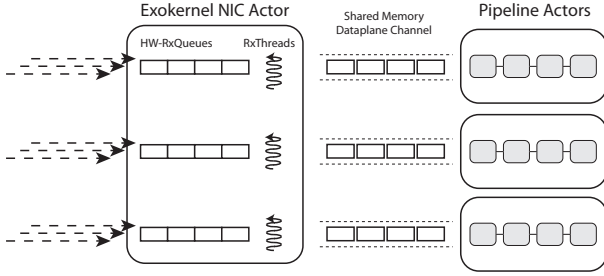 Exokernel NIC Actor
Shared Memory
Dataplane Channel
Pipeline Actors
HW-RxQueues
RxThreads